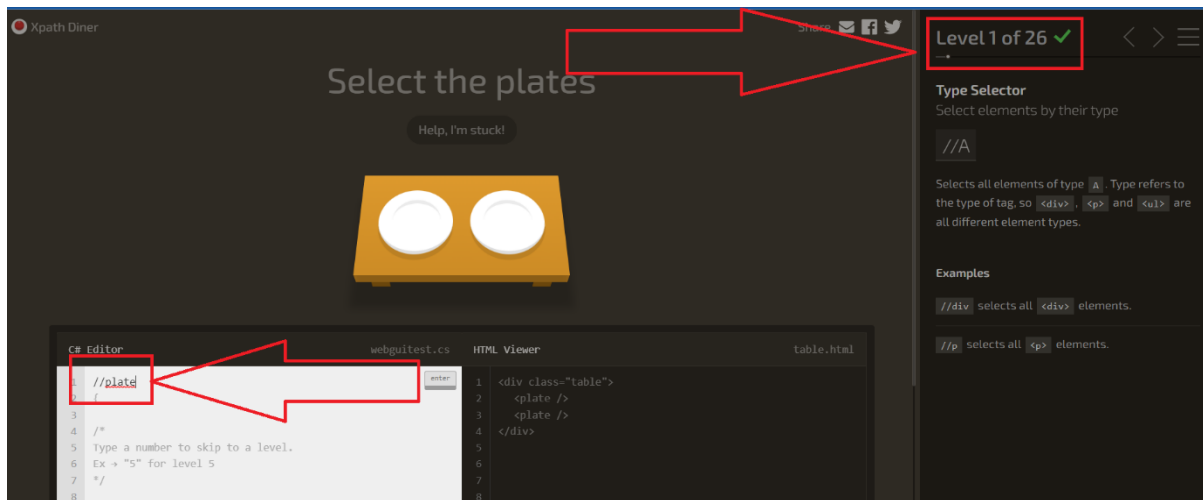 Xpath Diner
Share
Level 1 of 26
Select the plates
Help, I'm stuck!
Type Selector
Select elements by their type
//A
Selects all elements of type A . Type refers to
the type of tag, so <div> , <p> and <ul> are
all different element types.
Examples
//div selects all <div> elements.
//p selects all <p> elements.
C# Editor
webguitest.cs
1 //plate
enter
2 {
3
4 /*
5 Type a number to skip to a level.
6 Ex → "5" for level 5
7 */
8
HTML Viewer
table.html
1 <div class="table">
2 <plate />
3 <plate />
4 </div>
5
6
7
8